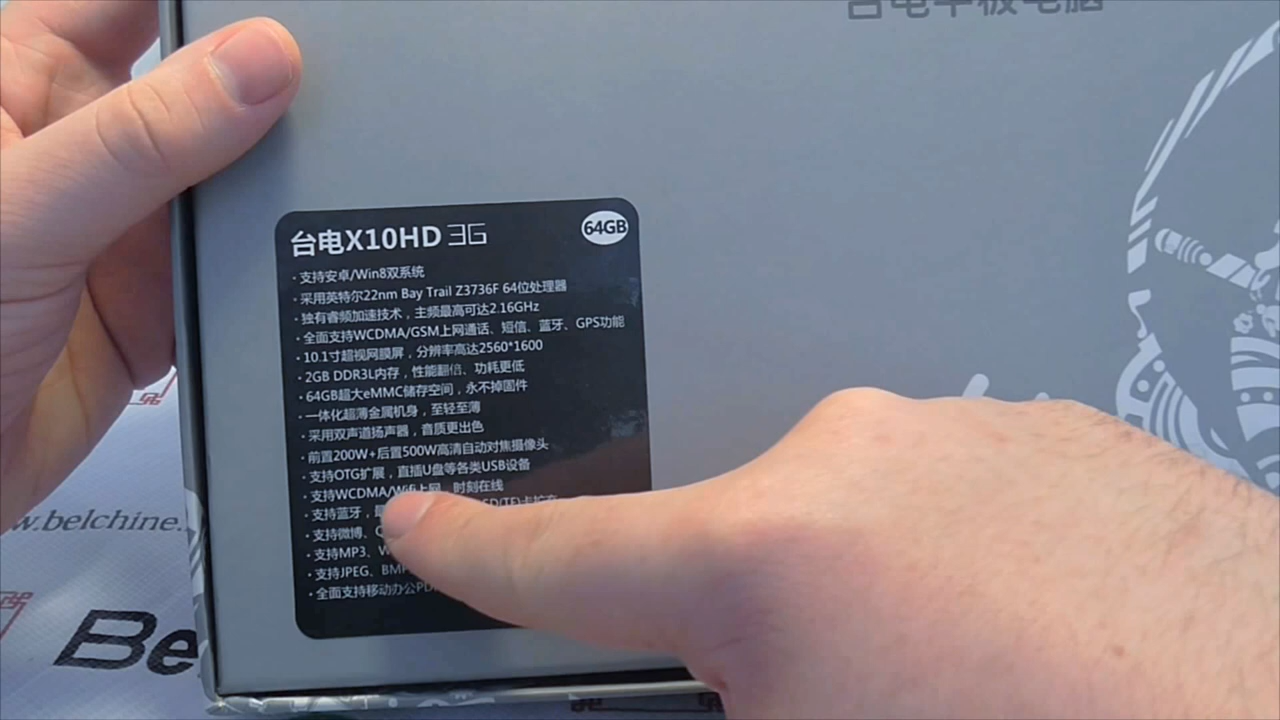 台电平板电脑
台电X10HD 3G
64GB
·支持安卓/Win8双系统
·采用英特尔22nm Bay Trail Z3736F 64位处理器
·独有睿频加速技术，主频最高可达2.16GHz
·全面支持WCDMA/GSM上网通话、短信、蓝牙、GPS功能
·10.1寸超视网膜屏，分辨率高达2560*1600
·2GB DDR3L内存，性能翻倍、功耗更低
·64GB超大eMMC储存空间，永不掉固件
·一体化超薄金属机身，至轻至薄
·采用双声道扬声器，音质更出色
·前置200W+后置500W高清自动对焦摄像头
·支持OTG扩展，直插U盘等各类USB设备
·支持WCDMA/Wifi上网，时刻在线
·支持蓝牙，
·支持微博、
·支持MP3、
·支持JPEG、BMP
·全面支持移动办公
w.belchine.
Be